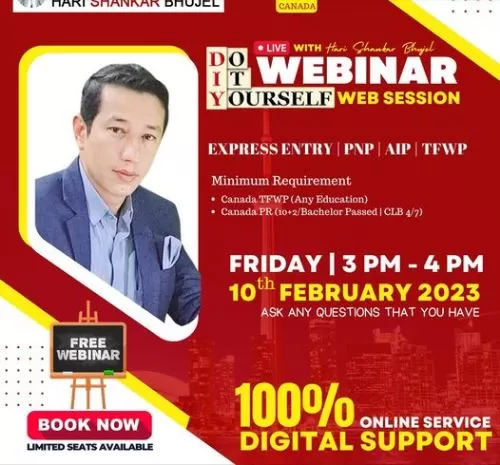 HARI SHANKAR BHUJEL
CANADA
LIVE WITH Hari Shankar Bhujel
DIY DO IT YOURSELF
WEBINAR
WEB SESSION
EXPRESS ENTRY | PNP | AIP | TFWP
Minimum Requirement
• Canada TFWP (Any Education)
• Canada PR (10+2/Bachelor Passed | CLB 4/7)
FRIDAY | 3 PM - 4 PM
10th FEBRUARY 2023
ASK ANY QUESTIONS THAT YOU HAVE
FREE
WEBINAR
BOOK NOW
LIMITED SEATS AVAILABLE
100% ONLINE SERVICE
DIGITAL SUPPORT